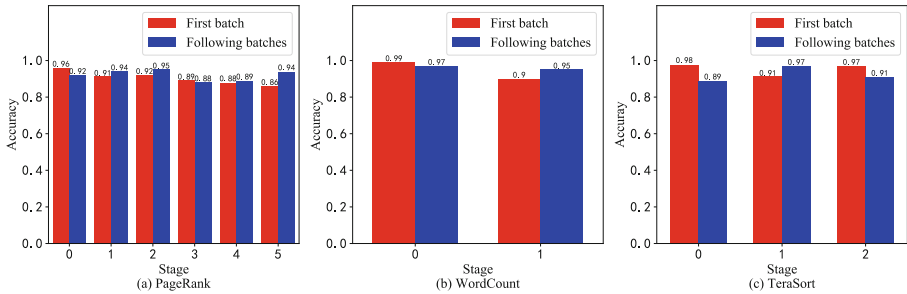 First batch
Following batches
1.0
0.8
0.6
0.4
0.2
0.0
Accuracy
0.96
0.92
0.91
0.94
0.92
0.95
0.89
0.88
0.88
0.89
0.86
0.94
0 1 2 3 4 5
Stage
(a) PageRank
First batch
Following batches
1.0
0.8
0.6
0.4
0.2
0.0
Accuracy
0.99
0.97
0.9
0.95
0 1
Stage
(b) WordCount
First batch
Following batches
1.0
0.8
0.6
0.4
0.2
0.0
Accuray
0.98
0.89
0.91
0.97
0.97
0.91
0 1 2
Stage
(c) TeraSort